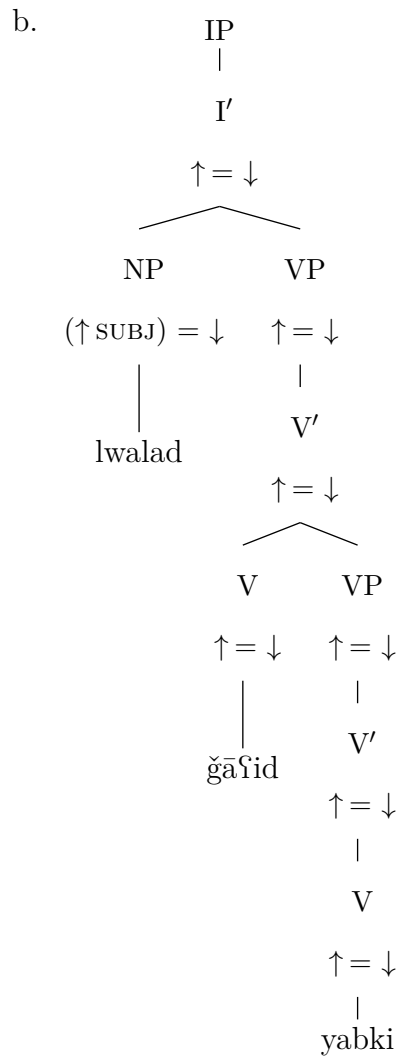 b.
IP
I′
↑ = ↓
NP VP
(↑ SUBJ) = ↓ ↑ = ↓
V′
lwalad
↑ = ↓
V VP
↑ = ↓ ↑ = ↓
V′
ǧāʕid
↑ = ↓
V
↑ = ↓
yabki